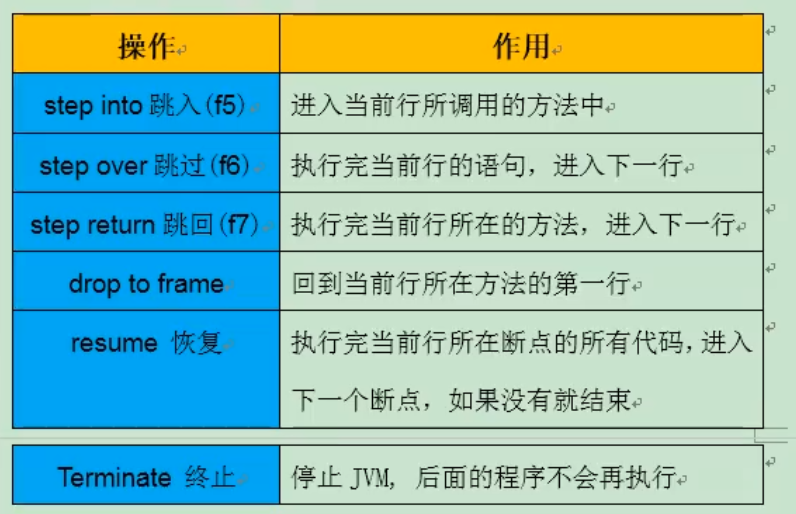 操作 作用
step into 跳入(f5) 进入当前行所调用的方法中
step over 跳过(f6) 执行完当前行的语句，进入下一行
step return 跳回(f7) 执行完当前行所在的方法，进入下一行
drop to frame 回到当前行所在方法的第一行
resume 恢复 执行完当前行所在断点的所有代码，进入
下一个断点，如果没有就结束
Terminate 终止 停止 JVM，后面的程序不会再执行